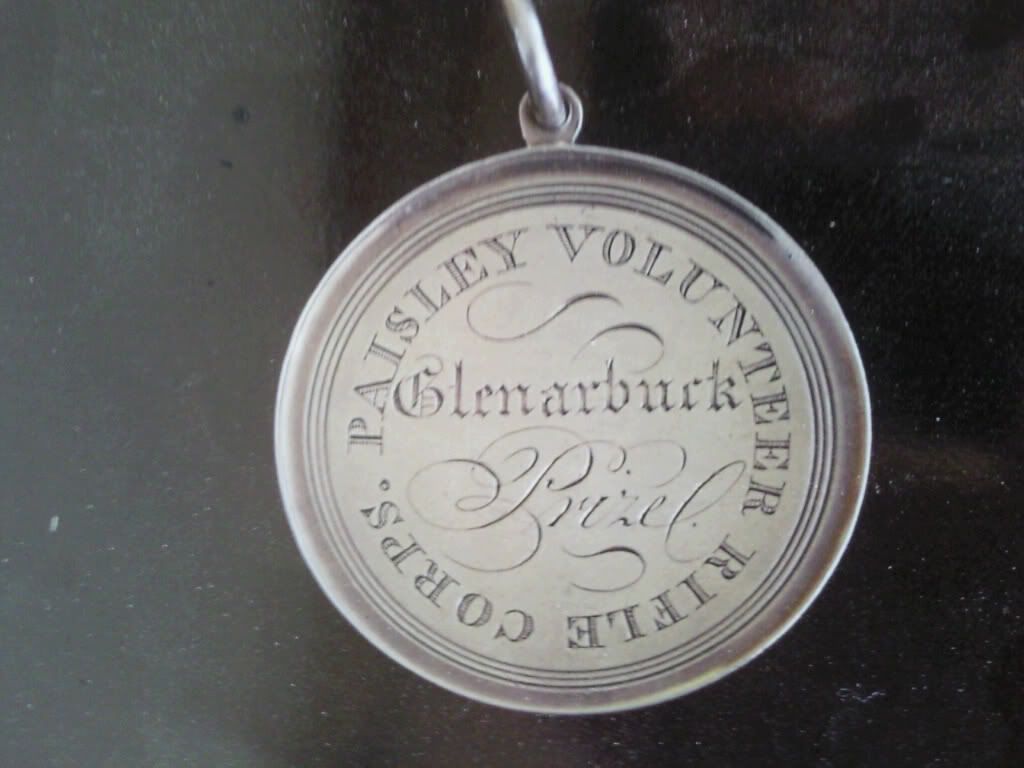 PAISLEY VOLUNTEER RIFLE CORPS.
Glenarbuck
Prize